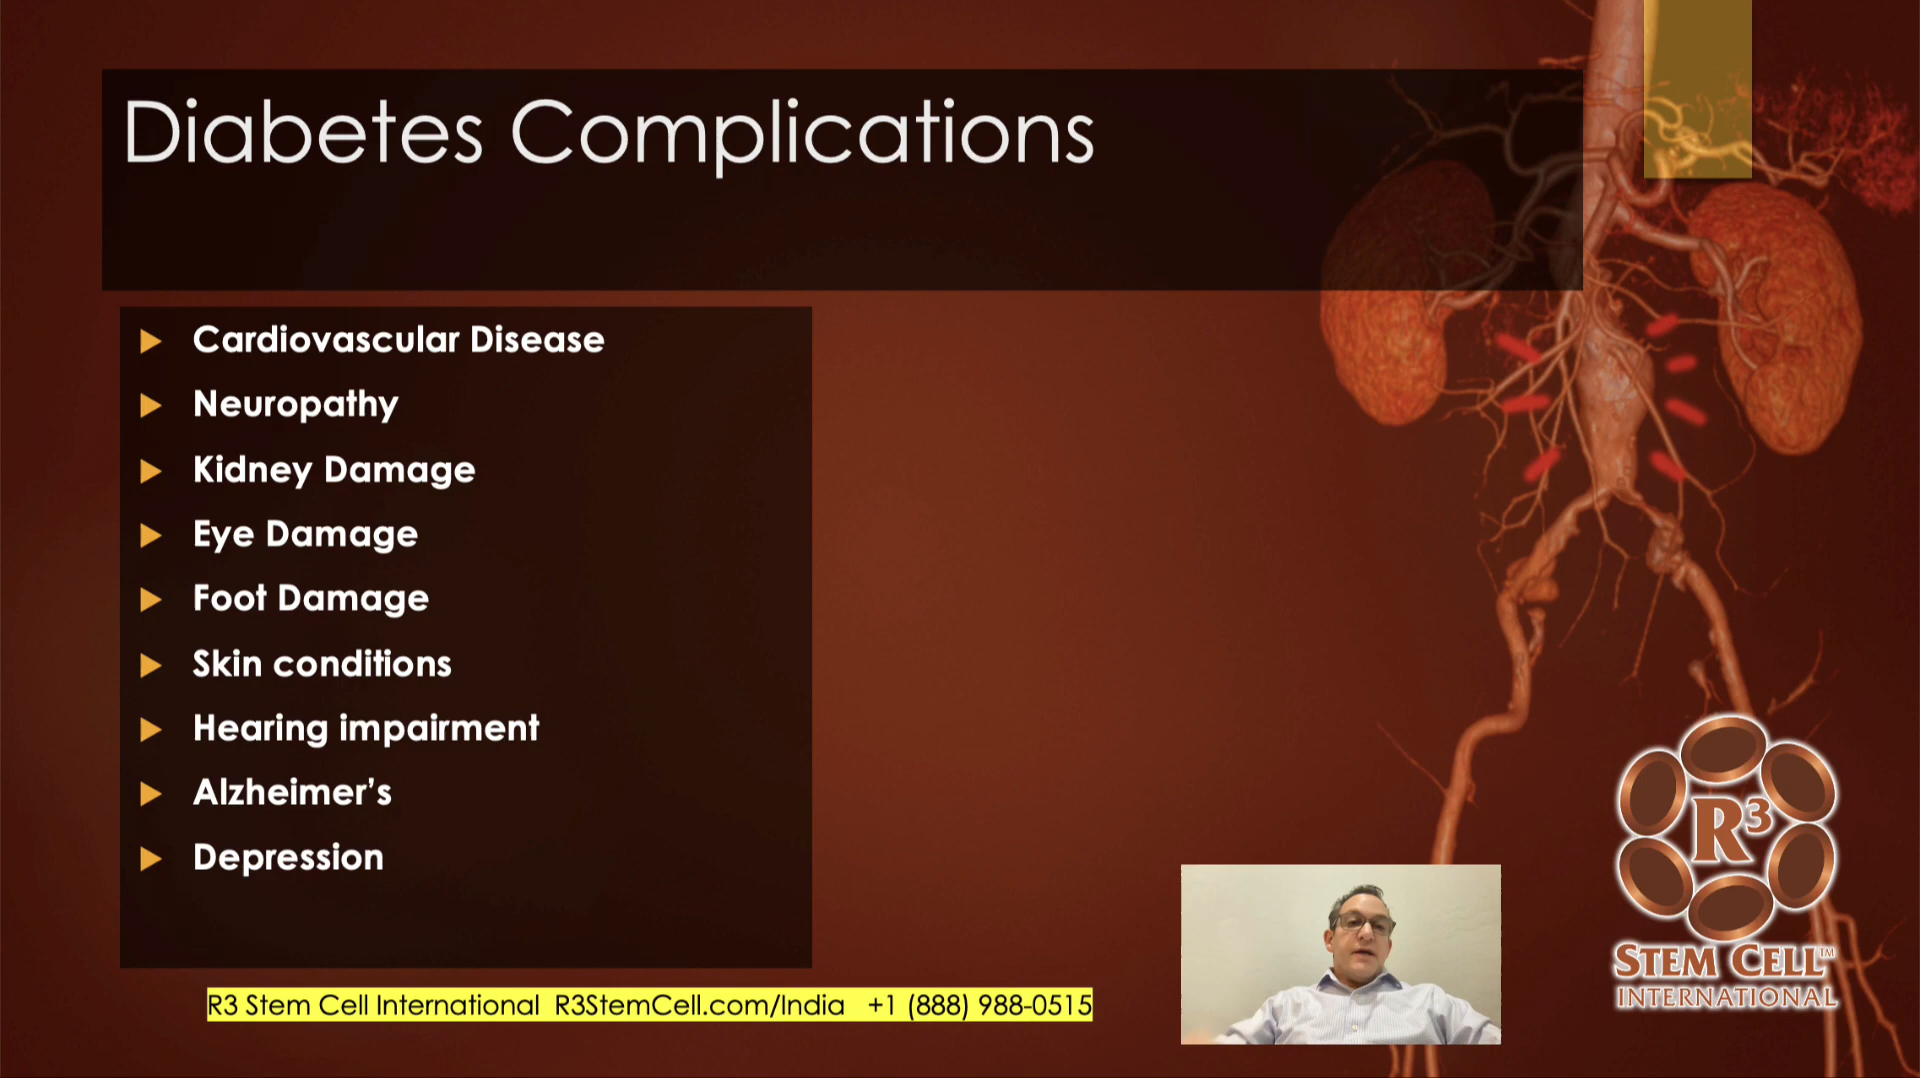 Diabetes Complications
Cardiovascular Disease
Neuropathy
Kidney Damage
Eye Damage
Foot Damage
Skin conditions
Hearing impairment
Alzheimer's
Depression
R3 Stem Cell International  R3StemCell.com/India   +1 (888) 988-0515
R³
STEM CELL™
INTERNATIONAL